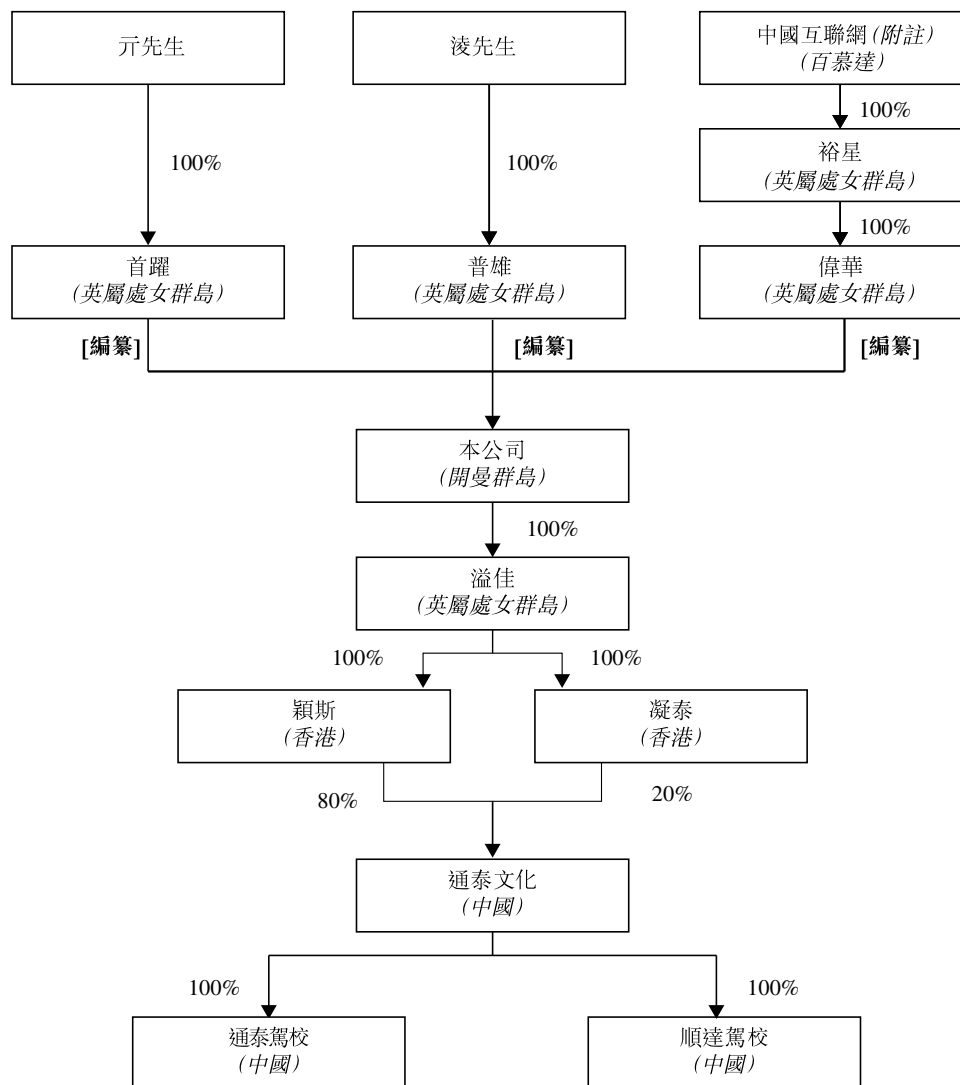 亓先生
淩先生
中國互聯網(附註)
(百慕達)
100%
裕星
(英屬處女群島)
100%
100%
100%
首躍
(英屬處女群島)
普雄
(英屬處女群島)
偉華
(英屬處女群島)
[編纂]
[編纂]
[編纂]
本公司
(開曼群島)
100%
溢佳
(英屬處女群島)
100%
100%
穎斯
(香港)
凝泰
(香港)
80%
20%
通泰文化
(中國)
100%
100%
通泰駕校
(中國)
順達駕校
(中國)